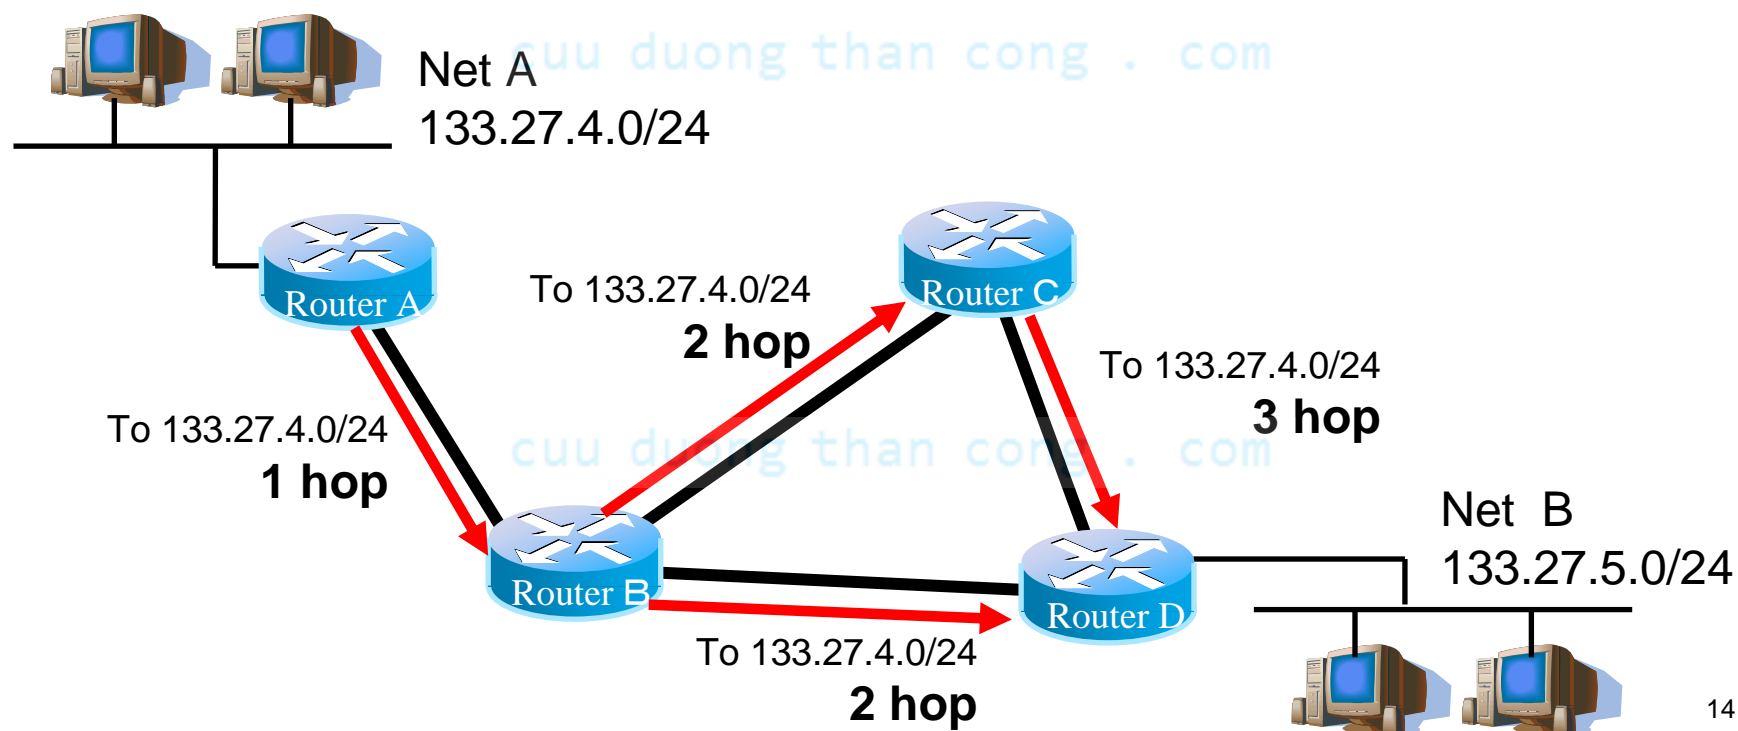 cuu duong than cong . com
Net A
133.27.4.0/24
Router A
Router C
To 133.27.4.0/24
2 hop
To 133.27.4.0/24
3 hop
To 133.27.4.0/24
1 hop
cuu duong than cong . com
Net B
133.27.5.0/24
Router B
Router D
To 133.27.4.0/24
2 hop
14